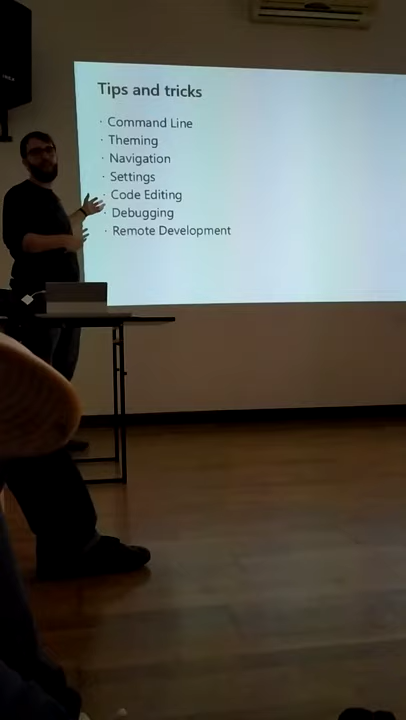 Tips and tricks
· Command Line
· Theming
· Navigation
· Settings
· Code Editing
· Debugging
· Remote Development